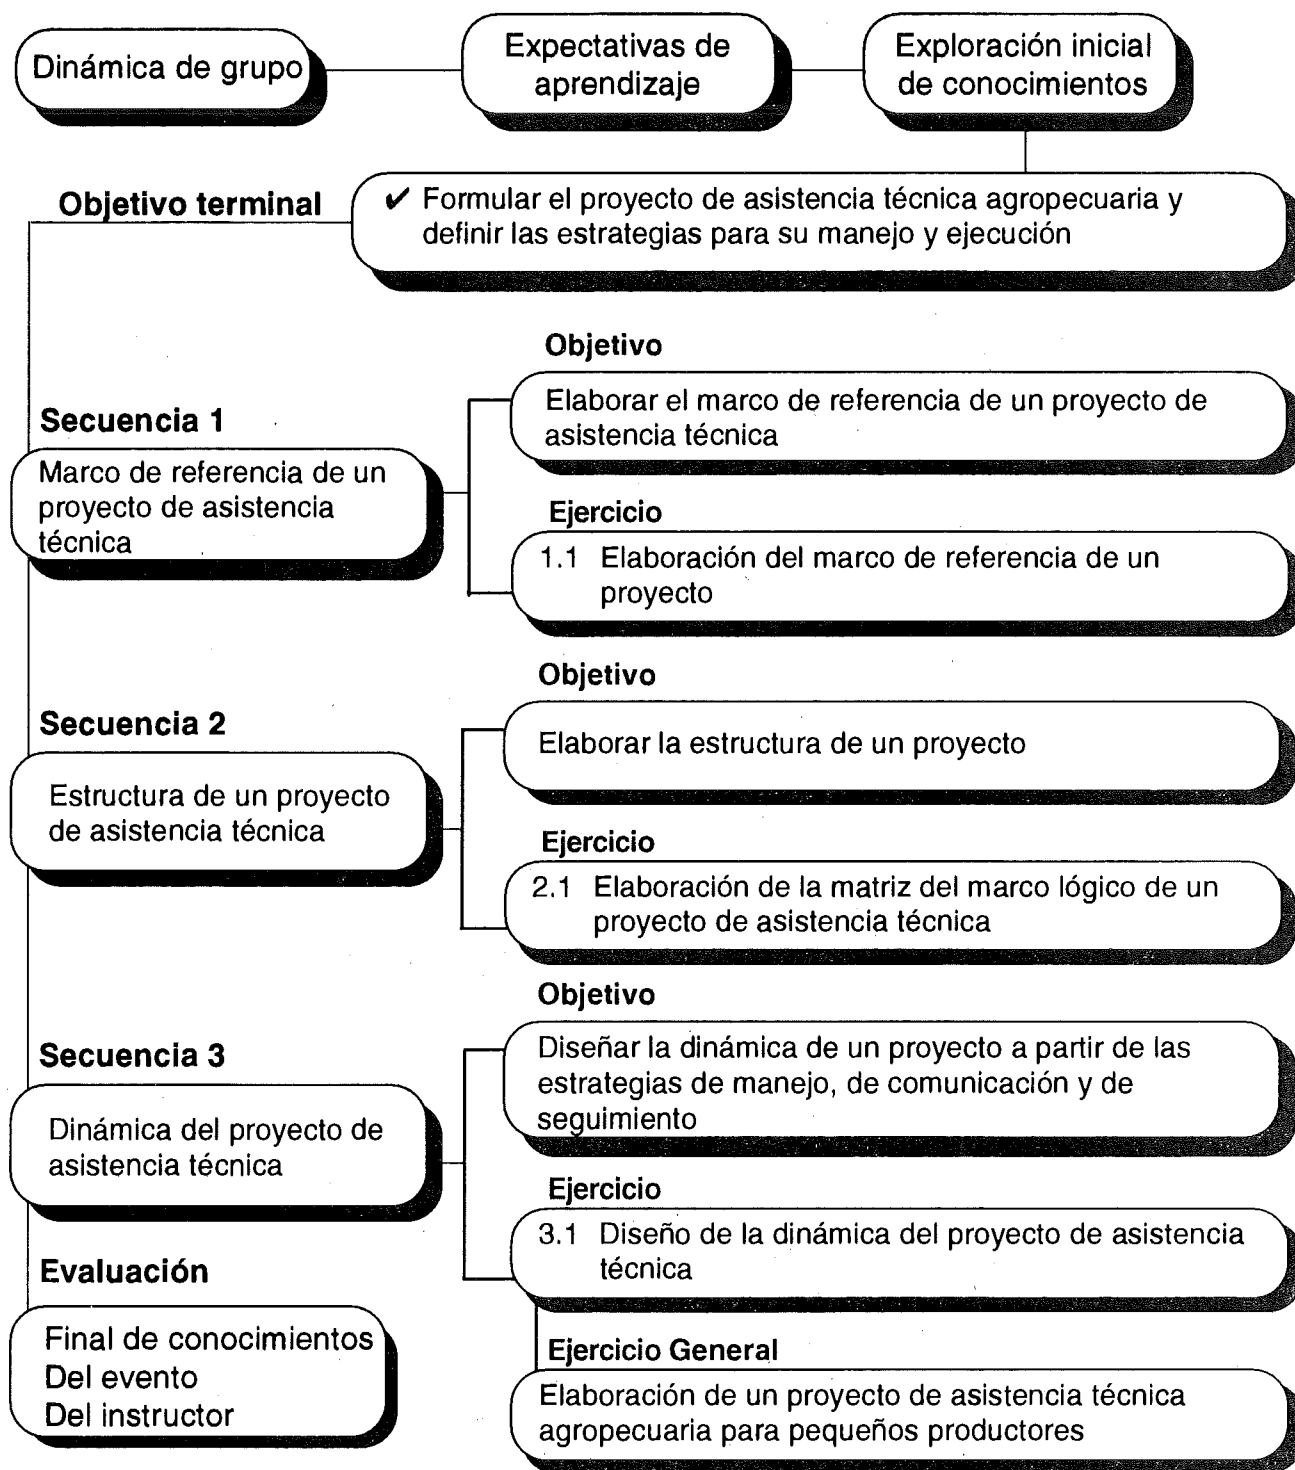 Dinámica de grupo
Expectativas de
aprendizaje
Exploración inicial
de conocimientos
Objetivo terminal
✔ Formular el proyecto de asistencia técnica agropecuaria y
definir las estrategias para su manejo y ejecución
Secuencia 1
Marco de referencia de un
proyecto de asistencia
técnica
Objetivo
Elaborar el marco de referencia de un proyecto de
asistencia técnica
Ejercicio
1.1 Elaboración del marco de referencia de un
proyecto
Secuencia 2
Estructura de un proyecto
de asistencia técnica
Objetivo
Elaborar la estructura de un proyecto
Ejercicio
2.1 Elaboración de la matriz del marco lógico de un
proyecto de asistencia técnica
Secuencia 3
Dinámica del proyecto de
asistencia técnica
Objetivo
Diseñar la dinámica de un proyecto a partir de las
estrategias de manejo, de comunicación y de
seguimiento
Ejercicio
3.1 Diseño de la dinámica del proyecto de asistencia
técnica
Ejercicio General
Elaboración de un proyecto de asistencia técnica
agropecuaria para pequeños productores
Evaluación
Final de conocimientos
Del evento
Del instructor